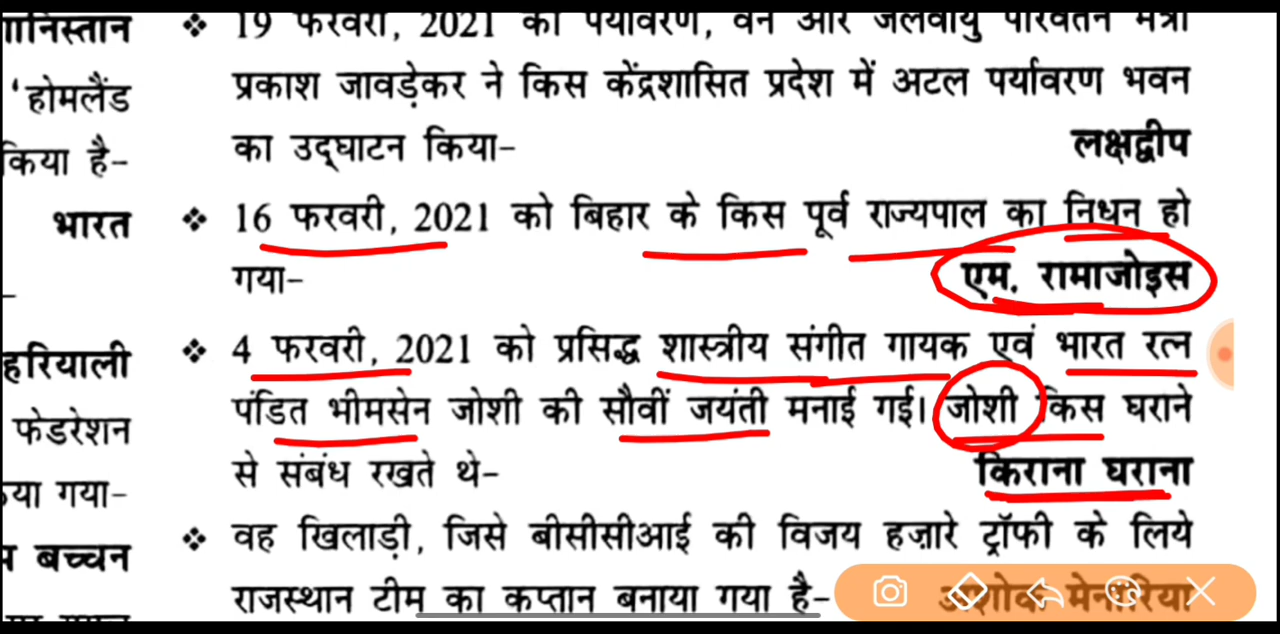 निस्तान
'होमलैंड
किया है–
भारत
–
हरियाली
फेडरेशन
या गया–
बच्चन
❖ 19 फरवरी, 2021 को पर्यावरण, वन और जलवायु परिवर्तन मंत्री
प्रकाश जावड़ेकर ने किस केंद्रशासित प्रदेश में अटल पर्यावरण भवन
का उद्घाटन किया– लक्षद्वीप
❖ 16 फरवरी, 2021 को बिहार के किस पूर्व राज्यपाल का निधन हो
गया– एम. रामाजोइस
❖ 4 फरवरी, 2021 को प्रसिद्ध शास्त्रीय संगीत गायक एवं भारत रत्न
पंडित भीमसेन जोशी की सौवीं जयंती मनाई गई। जोशी किस घराने
से संबंध रखते थे– किराना घराना
❖ वह खिलाड़ी, जिसे बीसीसीआई की विजय हज़ारे ट्रॉफी के लिये
राजस्थान टीम का कप्तान बनाया गया है– अशोक मेनारिया